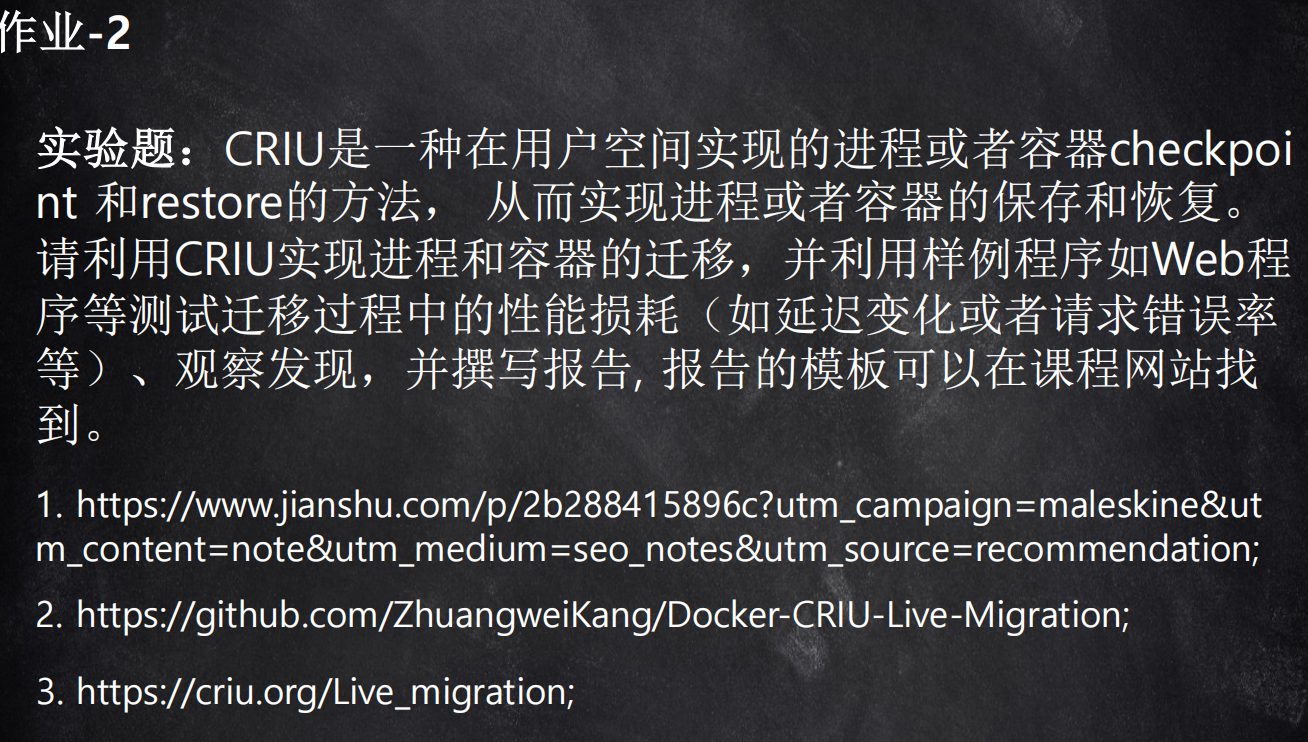 作业-2
实验题：CRIU是一种在用户空间实现的进程或者容器checkpoi
nt 和restore的方法， 从而实现进程或者容器的保存和恢复。
请利用CRIU实现进程和容器的迁移，并利用样例程序如Web程
序等测试迁移过程中的性能损耗（如延迟变化或者请求错误率
等）、观察发现，并撰写报告, 报告的模板可以在课程网站找
到。
1. https://www.jianshu.com/p/2b288415896c?utm_campaign=maleskine&ut
m_content=note&utm_medium=seo_notes&utm_source=recommendation;
2. https://github.com/ZhuangweiKang/Docker-CRIU-Live-Migration;
3. https://criu.org/Live_migration;